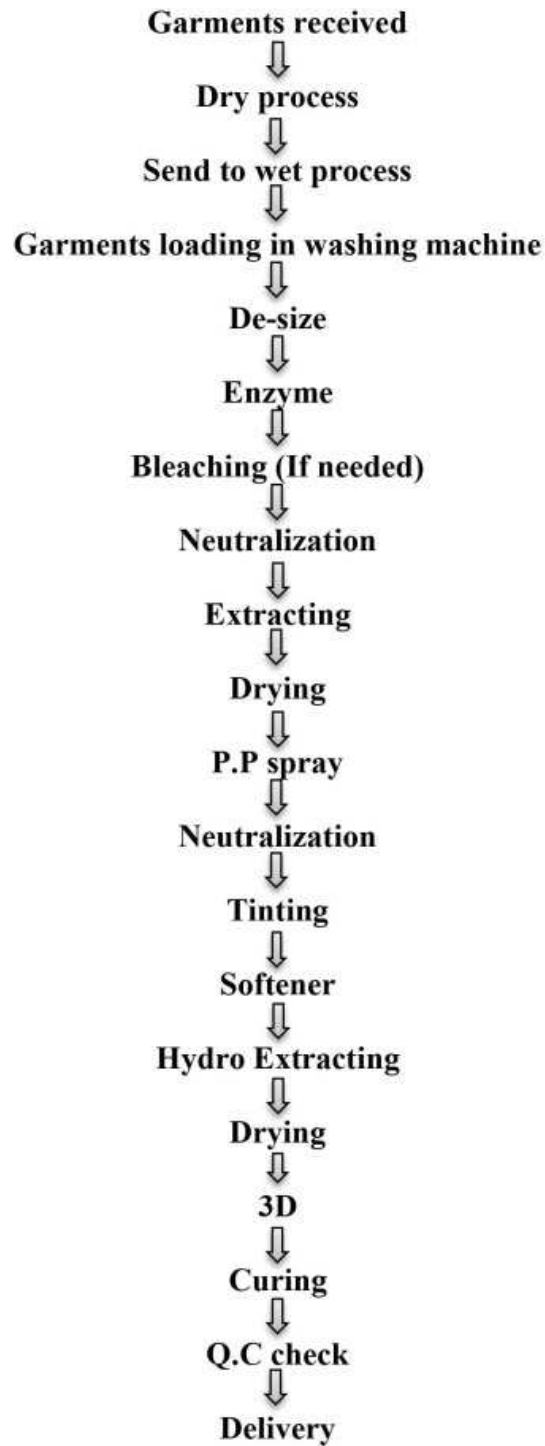 Garments received
Dry process
Send to wet process
Garments loading in washing machine
De-size
Enzyme
Bleaching (If needed)
Neutralization
Extracting
Drying
P.P spray
Neutralization
Tinting
Softener
Hydro Extracting
Drying
3D
Curing
Q.C check
Delivery